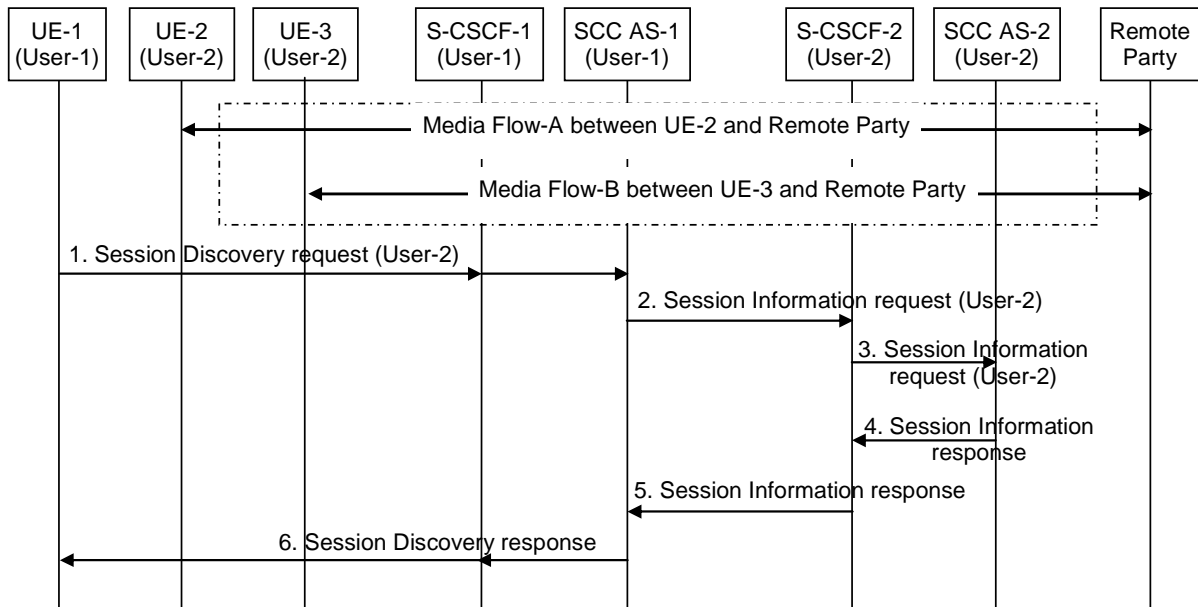 UE-1
(User-1)
UE-2
(User-2)
UE-3
(User-2)
S-CSCF-1
(User-1)
SCC AS-1
(User-1)
S-CSCF-2
(User-2)
SCC AS-2
(User-2)
Remote
Party
Media Flow-A between UE-2 and Remote Party
Media Flow-B between UE-3 and Remote Party
1. Session Discovery request (User-2)
2. Session Information request (User-2)
3. Session Information
request (User-2)
4. Session Information
response
5. Session Information response
6. Session Discovery response